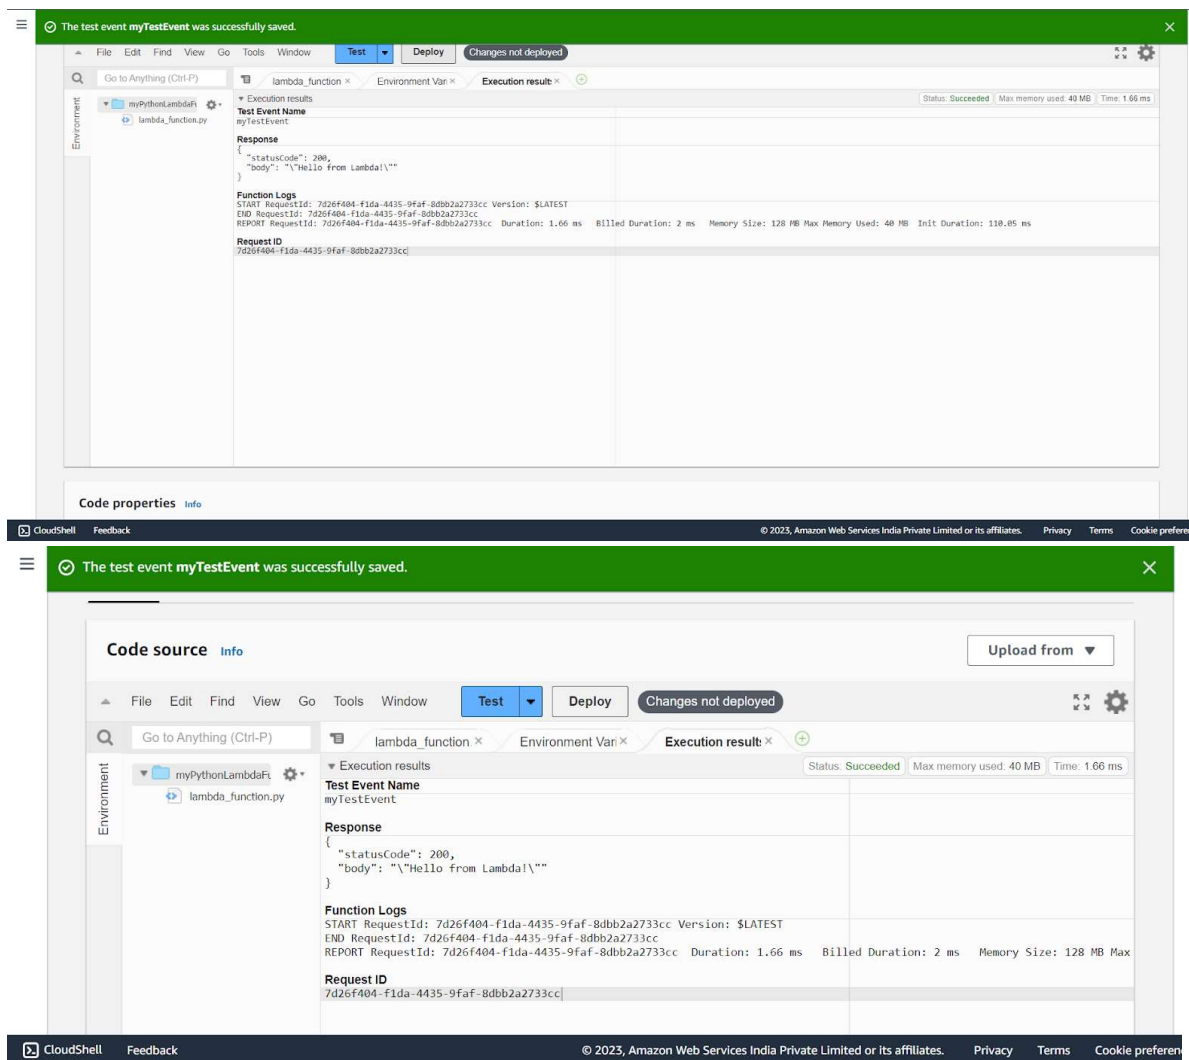 The test event myTestEvent was successfully saved.
File Edit Find View Go Tools Window Test Deploy Changes not deployed
Go to Anything (Ctrl-P) lambda_function Environment Var Execution results
Environment
myPythonLambdaFu Execution results Status: Succeeded Max memory used: 40 MB Time: 1.66 ms
lambda_function.py
Test Event Name
myTestEvent
Response
{
"statusCode": 200,
"body": "\"Hello from Lambda!\""
}
Function Logs
START RequestId: 7d26f404-f1da-4435-9faf-8dbb2a2733cc Version: $LATEST
END RequestId: 7d26f404-f1da-4435-9faf-8dbb2a2733cc
REPORT RequestId: 7d26f404-f1da-4435-9faf-8dbb2a2733cc Duration: 1.66 ms Billed Duration: 2 ms Memory Size: 128 MB Max Memory Used: 40 MB Init Duration: 110.05 ms
Request ID
7d26f404-f1da-4435-9faf-8dbb2a2733cc
Code properties Info
CloudShell Feedback © 2023, Amazon Web Services India Private Limited or its affiliates. Privacy Terms Cookie prefere
The test event myTestEvent was successfully saved.
Code source Info Upload from
File Edit Find View Go Tools Window Test Deploy Changes not deployed
Go to Anything (Ctrl-P) lambda_function Environment Vari Execution results
Environment
myPythonLambdaFu Execution results Status: Succeeded Max memory used: 40 MB Time: 1.66 ms
lambda_function.py
Test Event Name
myTestEvent
Response
{
"statusCode": 200,
"body": "\"Hello from Lambda!\""
}
Function Logs
START RequestId: 7d26f404-f1da-4435-9faf-8dbb2a2733cc Version: $LATEST
END RequestId: 7d26f404-f1da-4435-9faf-8dbb2a2733cc
REPORT RequestId: 7d26f404-f1da-4435-9faf-8dbb2a2733cc Duration: 1.66 ms Billed Duration: 2 ms Memory Size: 128 MB Max
Request ID
7d26f404-f1da-4435-9faf-8dbb2a2733cc
CloudShell Feedback © 2023, Amazon Web Services India Private Limited or its affiliates. Privacy Terms Cookie preferen